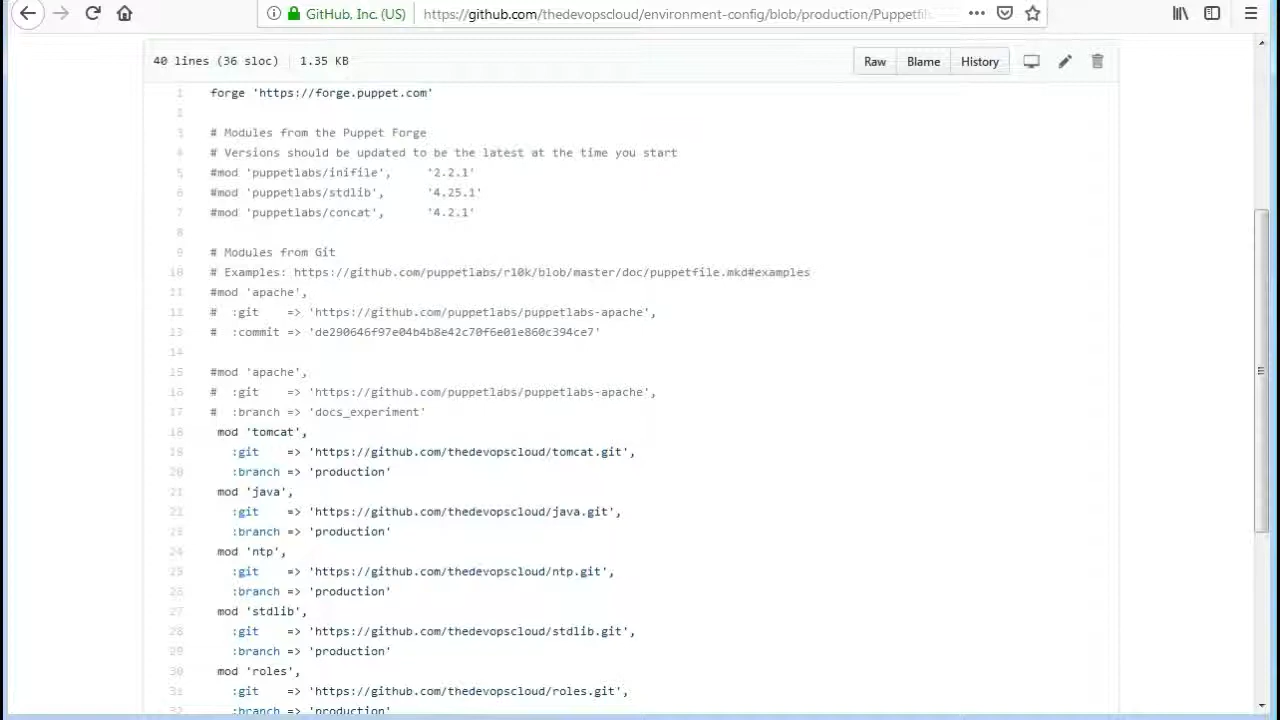 GitHub, Inc. (US)
https://github.com/thedevopscloud/environment-config/blob/production/Puppetfil
40 lines (36 sloc) 1.35 KB
Raw Blame History
1 forge 'https://forge.puppet.com'
2
3 # Modules from the Puppet Forge
4 # Versions should be updated to be the latest at the time you start
5 #mod 'puppetlabs/inifile', '2.2.1'
6 #mod 'puppetlabs/stdlib', '4.25.1'
7 #mod 'puppetlabs/concat', '4.2.1'
8
9 # Modules from Git
10 # Examples: https://github.com/puppetlabs/r10k/blob/master/doc/puppetfile.mkd#examples
11 #mod 'apache',
12 # :git => 'https://github.com/puppetlabs/puppetlabs-apache',
13 # :commit => 'de290646f97e04b4b8e42c70f6e01e860c394ce7'
14
15 #mod 'apache',
16 # :git => 'https://github.com/puppetlabs/puppetlabs-apache',
17 # :branch => 'docs_experiment'
18 mod 'tomcat',
19 :git => 'https://github.com/thedevopscloud/tomcat.git',
20 :branch => 'production'
21 mod 'java',
22 :git => 'https://github.com/thedevopscloud/java.git',
23 :branch => 'production'
24 mod 'ntp',
25 :git => 'https://github.com/thedevopscloud/ntp.git',
26 :branch => 'production'
27 mod 'stdlib',
28 :git => 'https://github.com/thedevopscloud/stdlib.git',
29 :branch => 'production'
30 mod 'roles',
31 :git => 'https://github.com/thedevopscloud/roles.git',
32 :branch => 'production'